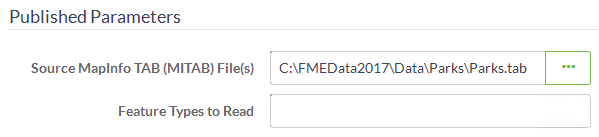 Published Parameters
Source MapInfo TAB (MITAB) File(s) C:\FMEData2017\Data\Parks\Parks.tab ...
Feature Types to Read